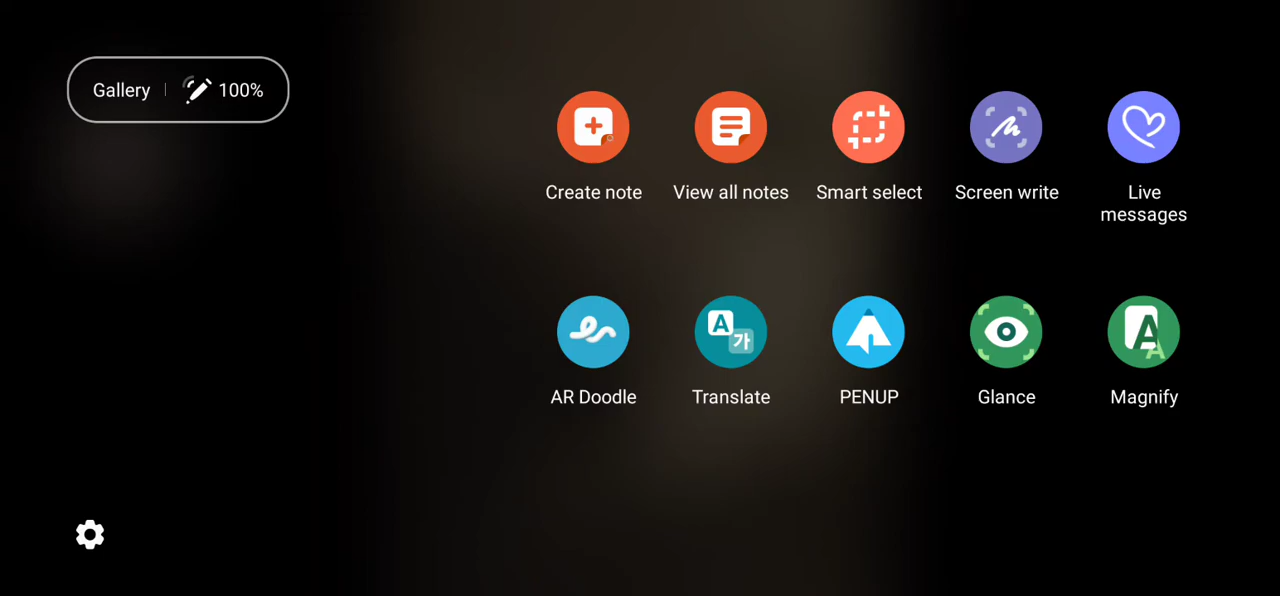 Gallery
100%
Create note
View all notes
Smart select
Screen write
Live
messages
A
가
A
A
AR Doodle
Translate
PENUP
Glance
Magnify